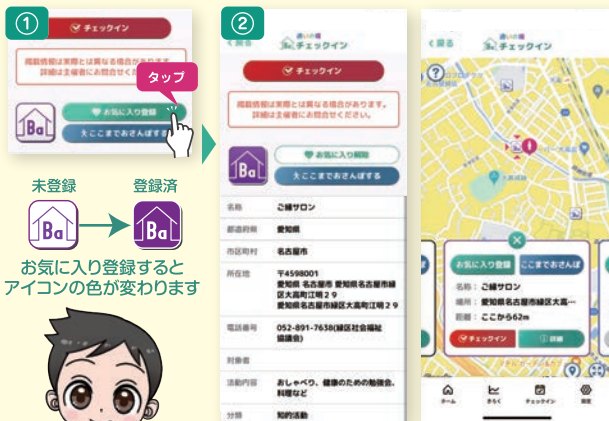 ①
チェックイン
掲載情報は実際とは異なる場合があります。
詳細は主催者にお問合せくだ
タップ
Ba
お気に入り登録
ここまでおさんぽする
未登録
登録済
Ba
Ba
お気に入り登録すると
アイコンの色が変わります
②
< 戻る
通いの場
チェックイン
チェックイン
掲載情報は実際とは異なる場合があります。
詳細は主催者にお問合せください。
Ba
お気に入り解除
ここまでおさんぽする
名称 ご縁サロン
都道府県 愛知県
市区町村 名古屋市
所在地 〒4598001
愛知県 名古屋市 愛知県名古屋市緑
区大高町江明２９
愛知県名古屋市緑区大高町江明２９
電話番号 052-891-7638(緑区社会福祉
協議会)
対象者
活動内容 おしゃべり、健康のための勉強会、
料理など
分類 知的活動
< 戻る
通いの場
チェックイン
?
お気に入り登録
ここまでおさんぽ
名称：ご縁サロン
場所：愛知県名古屋市緑区大高…
距離：ここから62m
チェックイン
詳細
ホーム
きろく
チェックイン
設定